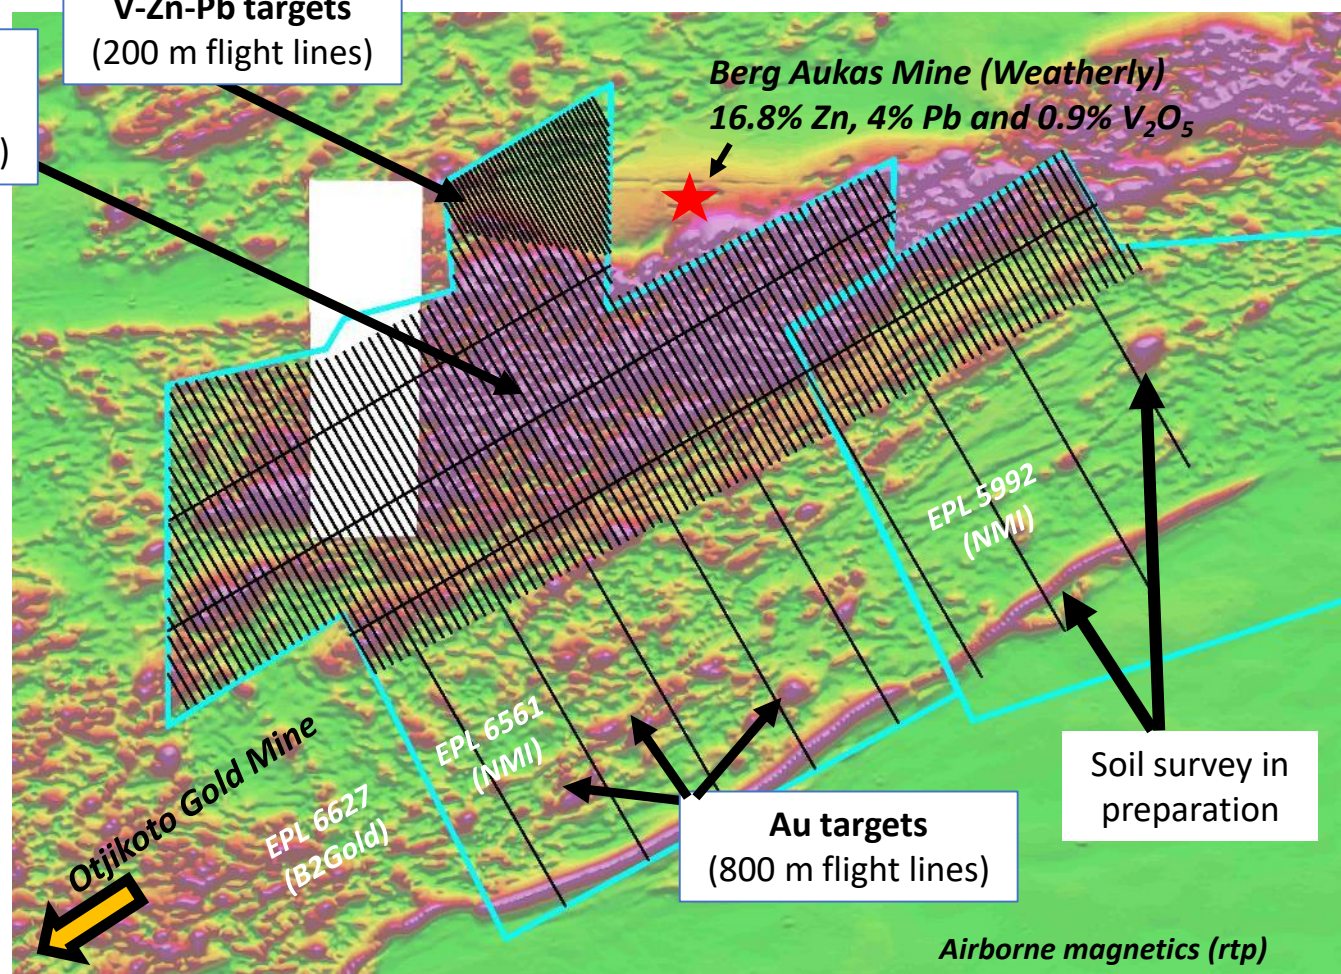 V-Zn-Pb targets
(200 m flight lines)
)
Berg Aukas Mine (Weatherly)
16.8% Zn, 4% Pb and 0.9% V₂O₅
EPL 5992
(NMI)
EPL 6561
(NMI)
EPL 6627
(B2Gold)
Otjikoto Gold Mine
Soil survey in
preparation
Au targets
(800 m flight lines)
Airborne magnetics (rtp)